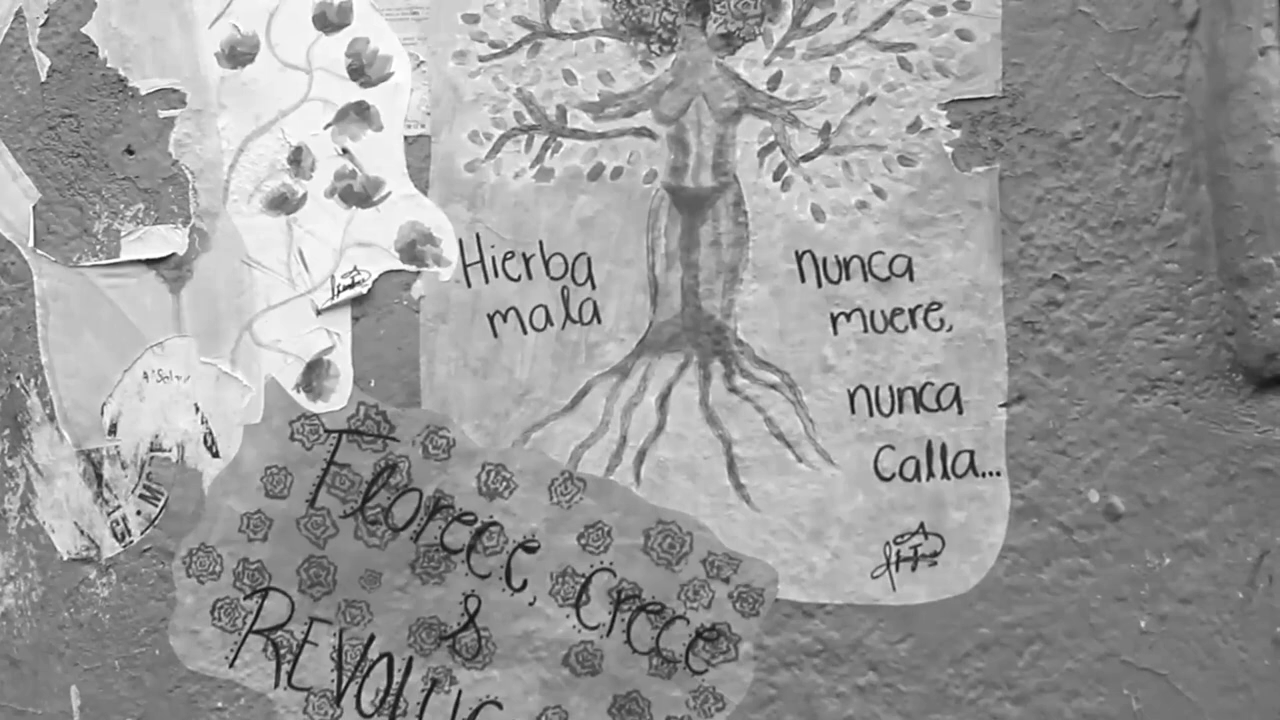 Hierba
mala
nunca
muere,
nunca
Calla...
Florece, Crece
&